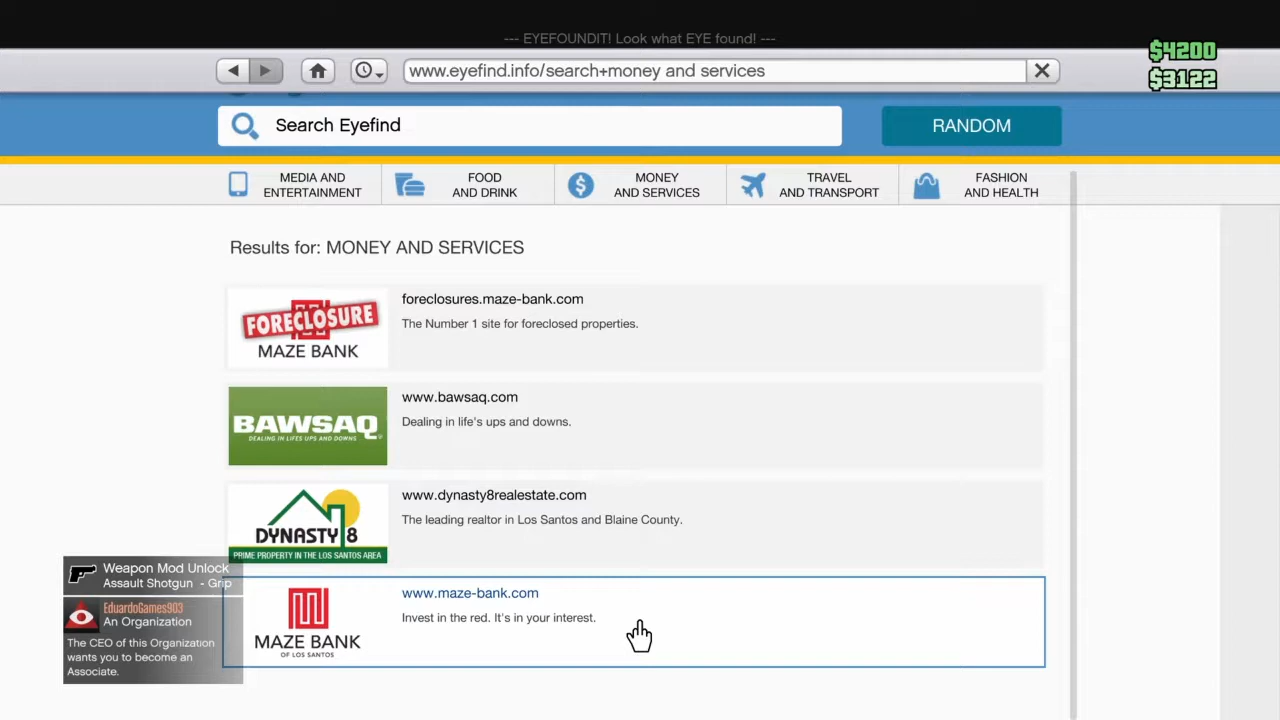 --- EYEFOUNDIT! Look what EYE found! ---
$4200
www.eyefind.info/search+money and services
$3122
Search Eyefind
RANDOM
MEDIA AND
ENTERTAINMENT
FOOD
AND DRINK
MONEY
AND SERVICES
TRAVEL
AND TRANSPORT
FASHION
AND HEALTH
Results for: MONEY AND SERVICES
FORECLOSURE
MAZE BANK
foreclosures.maze-bank.com
The Number 1 site for foreclosed properties.
BAWSAQ
DEALING IN LIFES UPS AND DOWNS
www.bawsaq.com
Dealing in life's ups and downs.
DYNASTY 8
PRIME PROPERTY IN THE LOS SANTOS AREA
www.dynasty8realestate.com
The leading realtor in Los Santos and Blaine County.
MAZE BANK
OF LOS SANTOS
www.maze-bank.com
Invest in the red. It's in your interest.
Weapon Mod Unlock
Assault Shotgun - Grip
EduardoGames903
An Organization
The CEO of this Organization
wants you to become an
Associate.